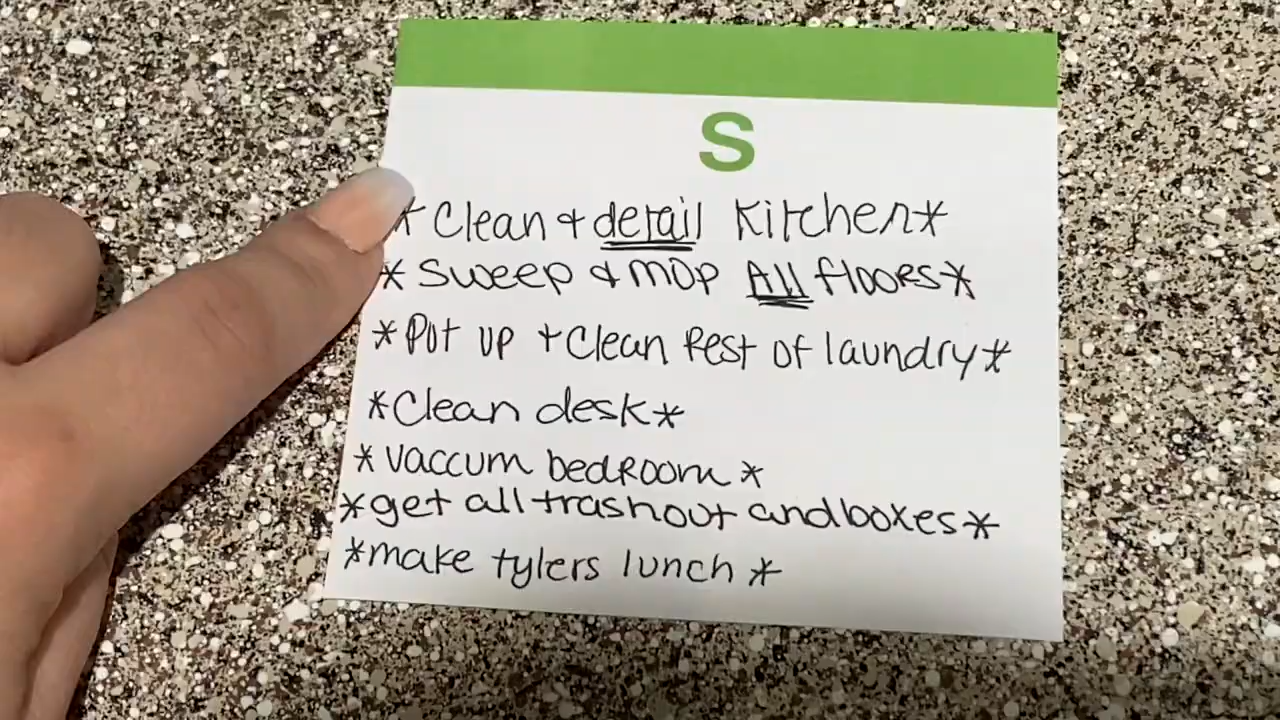 S
* Clean + detail Kitchen *
* Sweep & mop All floors *
* Put up + Clean Rest of laundry *
* Clean desk *
* vaccum bedroom *
* get all trash out and boxes *
* make tylers lunch *